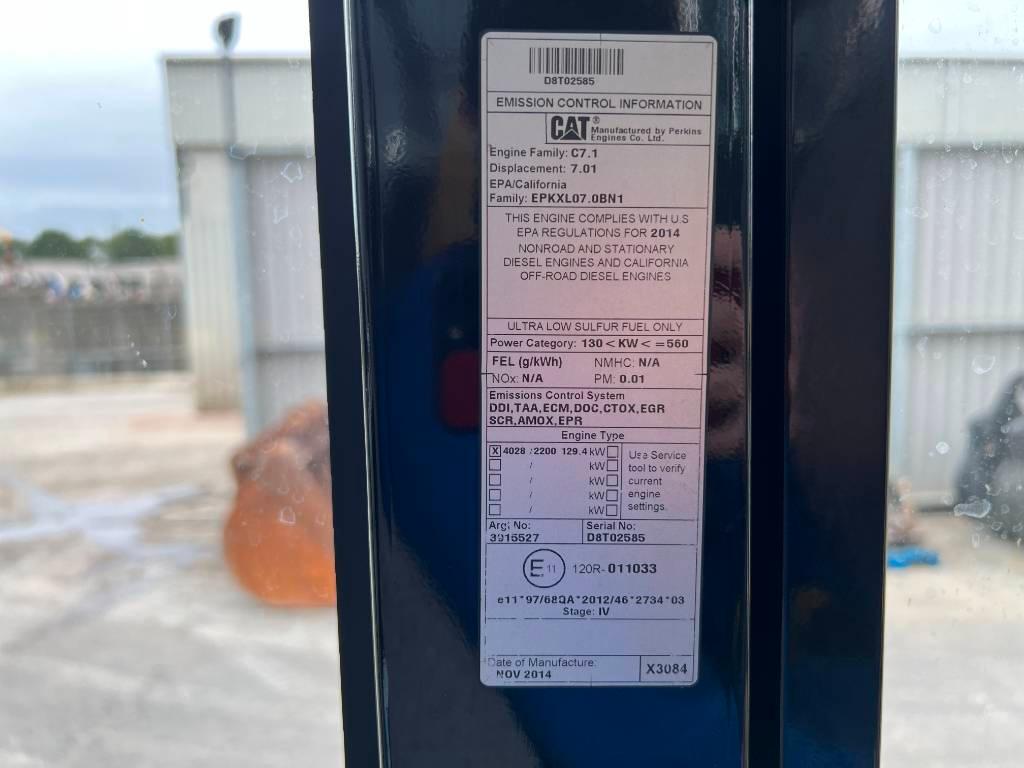 D8T02585
EMISSION CONTROL INFORMATION
CAT® Manufactured by Perkins
Engines Co. Ltd.
Engine Family: C7.1
Displacement: 7.01
EPA/California
Family: EPKXL07.0BN1
THIS ENGINE COMPLIES WITH U.S
EPA REGULATIONS FOR 2014
NONROAD AND STATIONARY
DIESEL ENGINES AND CALIFORNIA
OFF-ROAD DIESEL ENGINES
ULTRA LOW SULFUR FUEL ONLY
Power Category: 130 < KW < = 560
FEL (g/kWh) NMHC: N/A
NOx: N/A PM: 0.01
Emissions Control System
DDI,TAA,ECM,DOC,CTOX,EGR
SCR,AMOX,EPR
Engine Type
X 4028 /2200 129.4 kW
/ kW
/ kW
/ kW
/ kW
Use Service
tool to verify
current
engine
settings.
Arg. No: Serial No:
3915527 D8T02585
E 11 120R-011033
e11*97/68QA*2012/46*2734*03
Stage: IV
Date of Manufacture:
NOV 2014
X3084